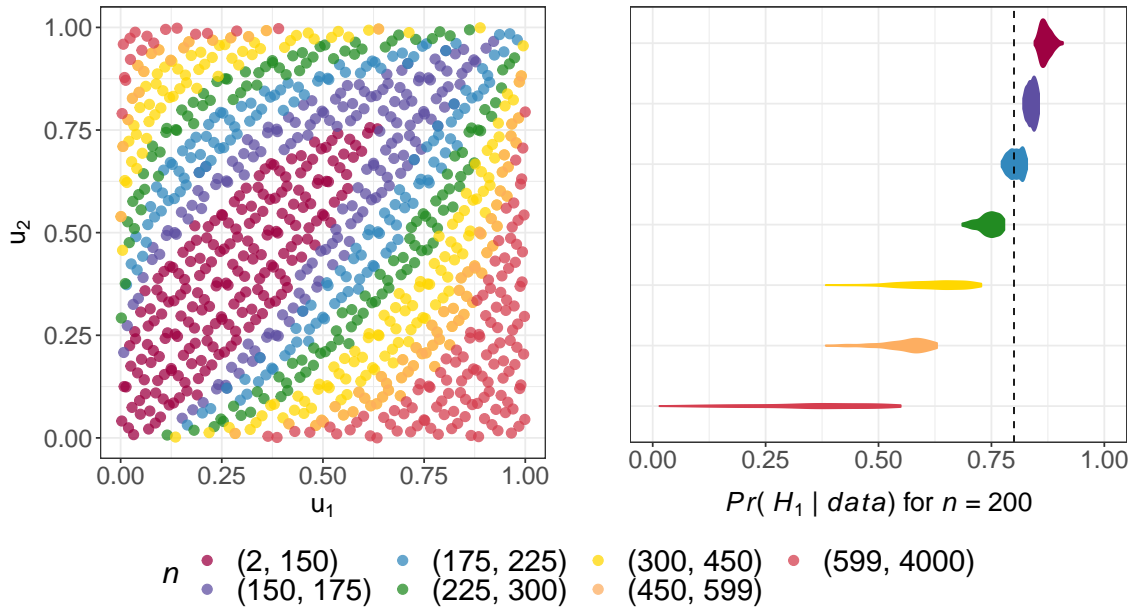 1.00
0.75
0.50
0.25
0.00
u2
0.00 0.25 0.50 0.75 1.00
u1
0.00 0.25 0.50 0.75 1.00
Pr( H1 | data) for n = 200
n
(2, 150) (175, 225) (300, 450) (599, 4000)
(150, 175) (225, 300) (450, 599)